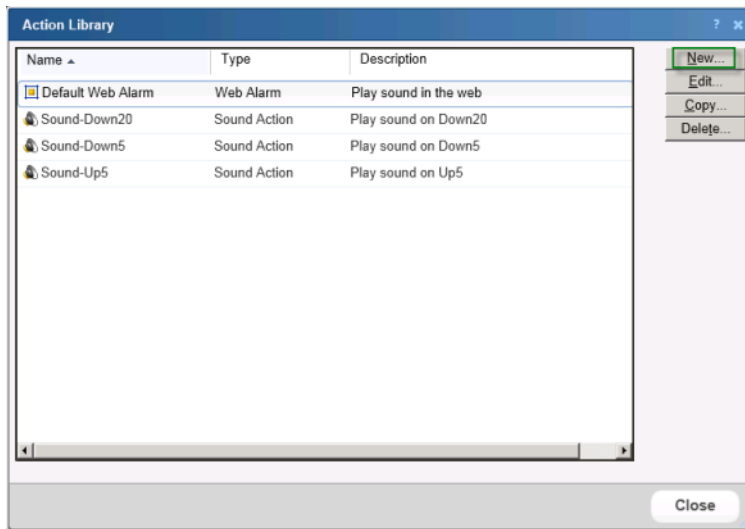 Action Library ? ×
Name Type Description
Default Web Alarm Web Alarm Play sound in the web
Sound-Down20 Sound Action Play sound on Down20
Sound-Down5 Sound Action Play sound on Down5
Sound-Up5 Sound Action Play sound on Up5
New...
Edit...
Copy...
Delete...
Close